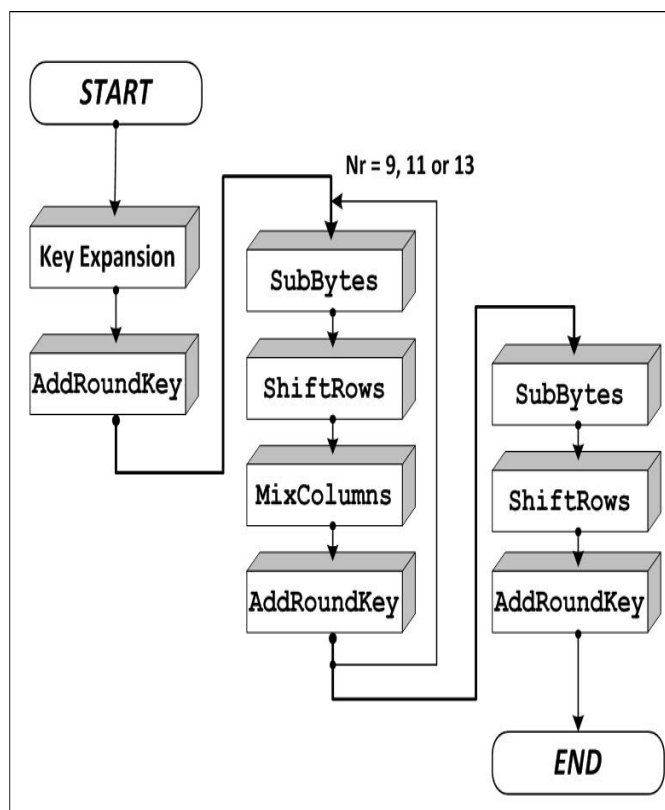 START
Key Expansion
AddRoundKey
Nr = 9, 11 or 13
SubBytes
ShiftRows
MixColumns
AddRoundKey
SubBytes
ShiftRows
AddRoundKey
END